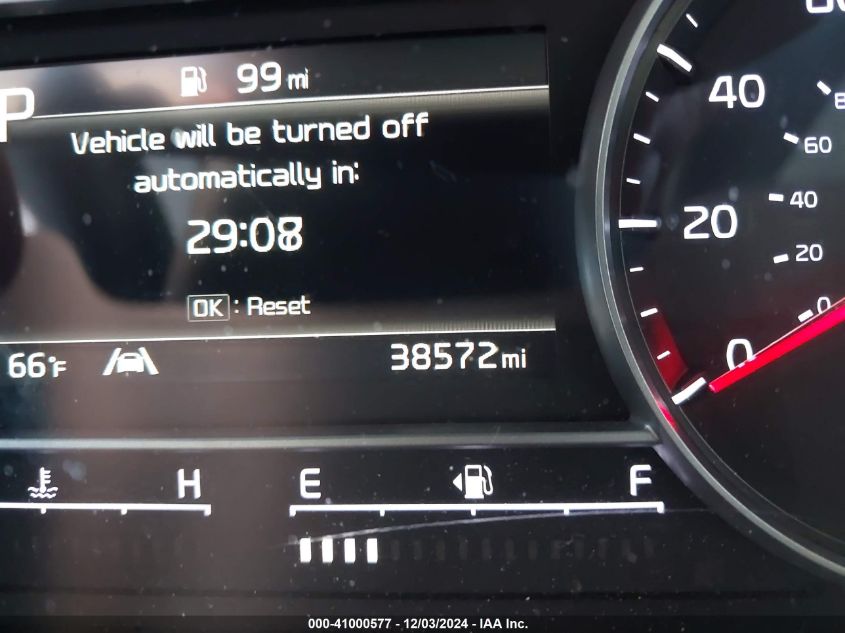 99 mi
P
Vehicle will be turned off
automatically in:
29:08
OK : Reset
66°F 38572 mi
H E F
40
20
0
60
40
20
0
000-41000577 - 12/03/2024 - IAA Inc.